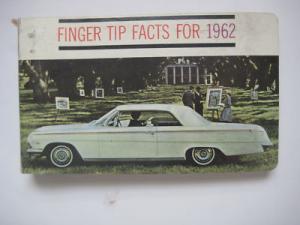 FINGER TIP FACTS FOR 1962